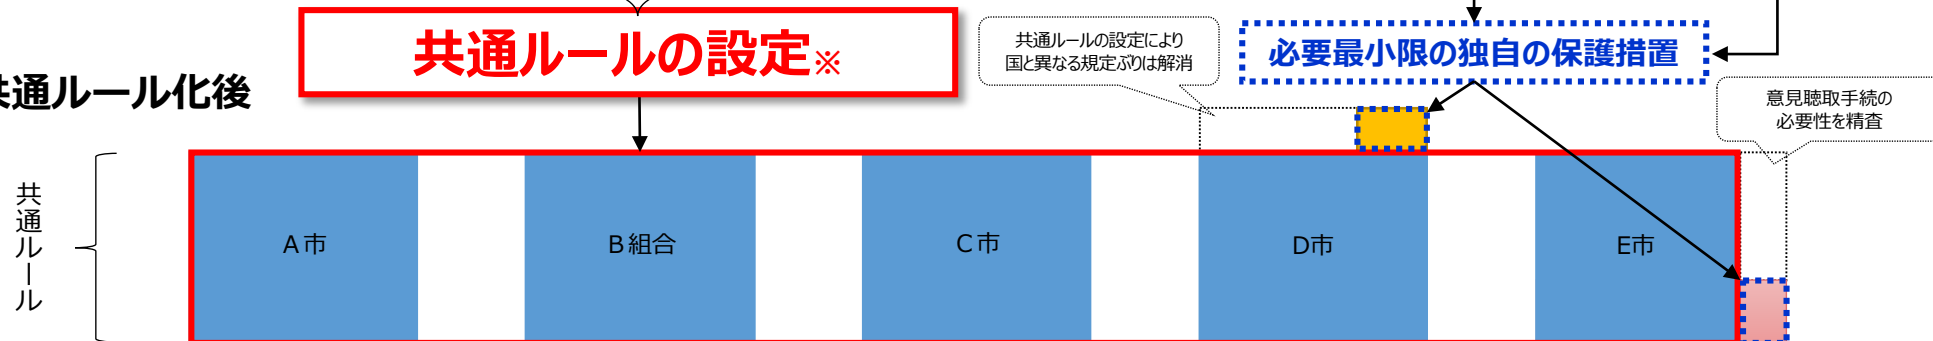 共通ルールの設定※
共通ルールの設定により
国と異なる規定ぶりは解消
必要最小限の独自の保護措置
共通ルール化後
意見聴取手続の
必要性を精査
共通ルール
A市
B組合
C市
D市
E市